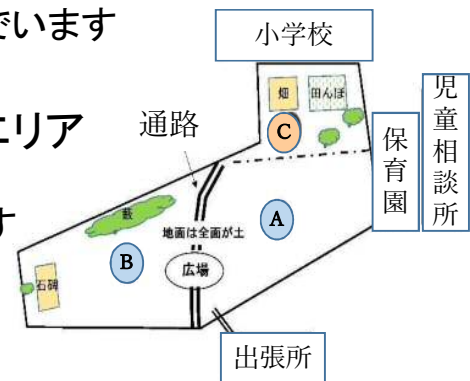 でいます
小学校
エリア
通路
畑
田んぼ
C
児童相談所
保育園
す
藪
地面は全面が土
A
B
広場
石碑
出張所